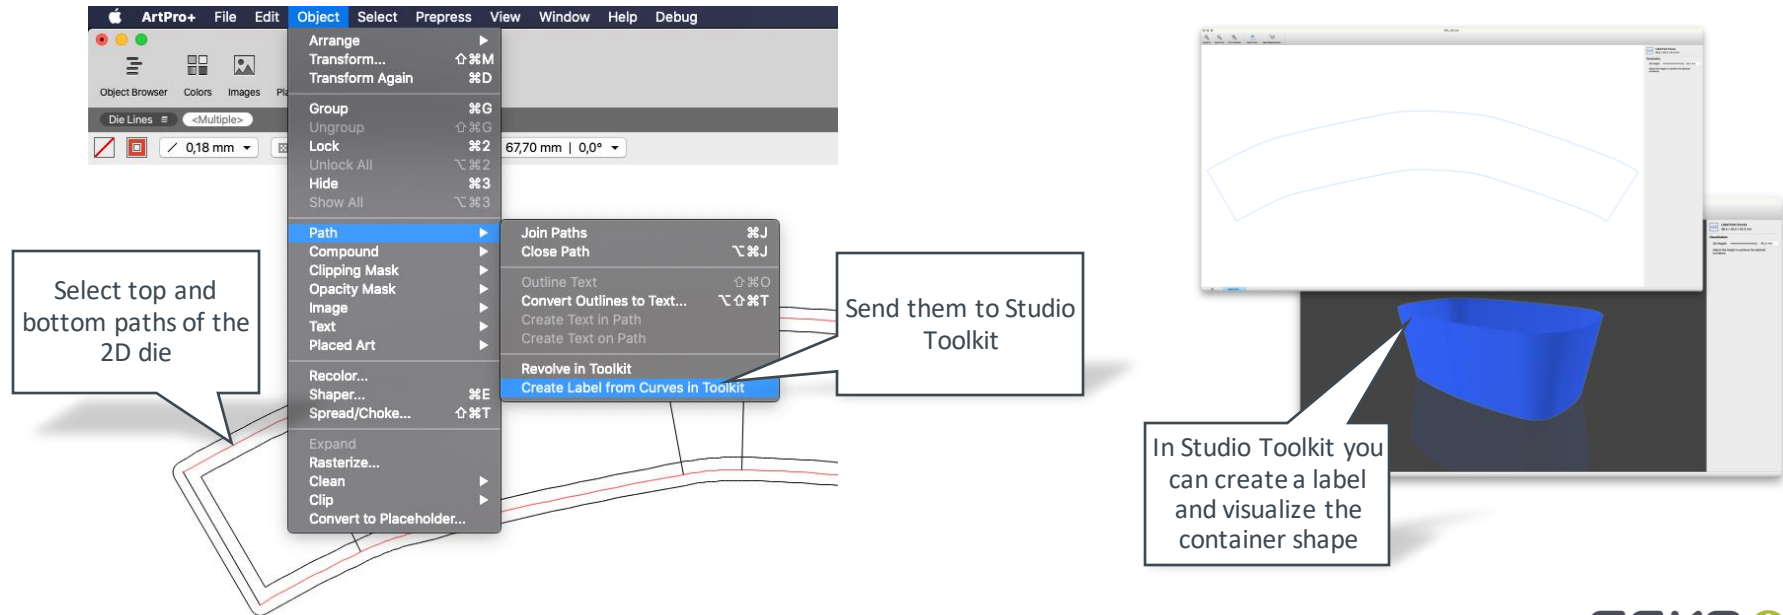 ArtPro+ File Edit Object Select Prepress View Window Help Debug
Object Browser Colors Images
Die Lines <Multiple>
0,18 mm
67,70 mm | 0,0°
Arrange
Transform... ⇧⌘M
Transform Again ⌘D
Group ⌘G
Ungroup ⇧⌘G
Lock ⌘2
Unlock All ⌥⌘2
Hide ⌘3
Show All ⌥⌘3
Path
Compound
Clipping Mask
Opacity Mask
Image
Text
Placed Art
Recolor...
Shaper... ⌘E
Spread/Choke... ⇧⌘T
Expand
Rasterize...
Clean
Clip
Convert to Placeholder...
Join Paths ⌘J
Close Path ⌥⌘J
Outline Text ⇧⌘O
Convert Outlines to Text... ⌥⇧⌘T
Create Text in Path
Create Text on Path
Revolve in Toolkit
Create Label from Curves in Toolkit
Select top and
bottom paths of the
2D die
Send them to Studio
Toolkit
In Studio Toolkit you
can create a label
and visualize the
container shape